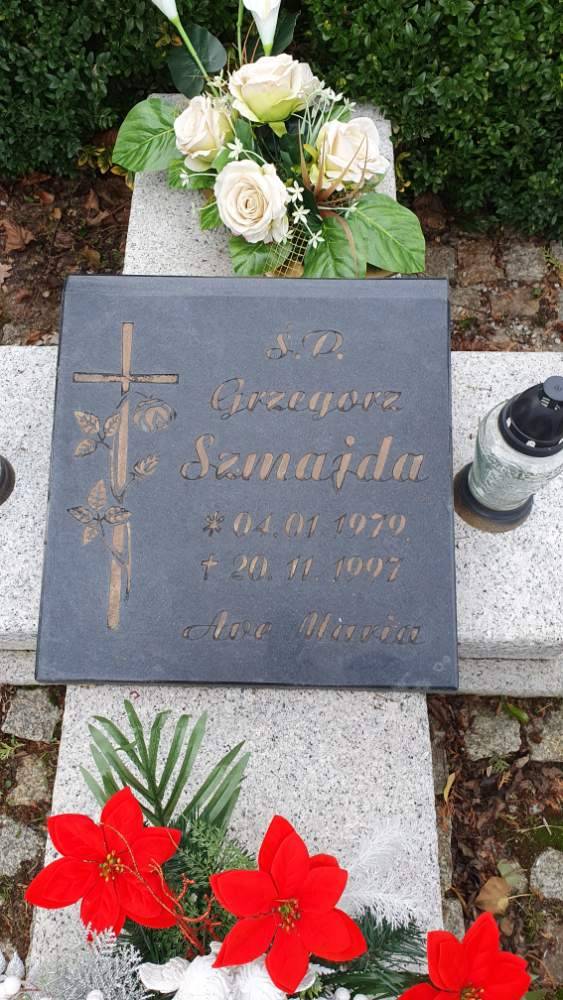 Ś.P.
Grzegorz
Szmajda
* 04.01.1979
† 20.11.1997
Ave Maria